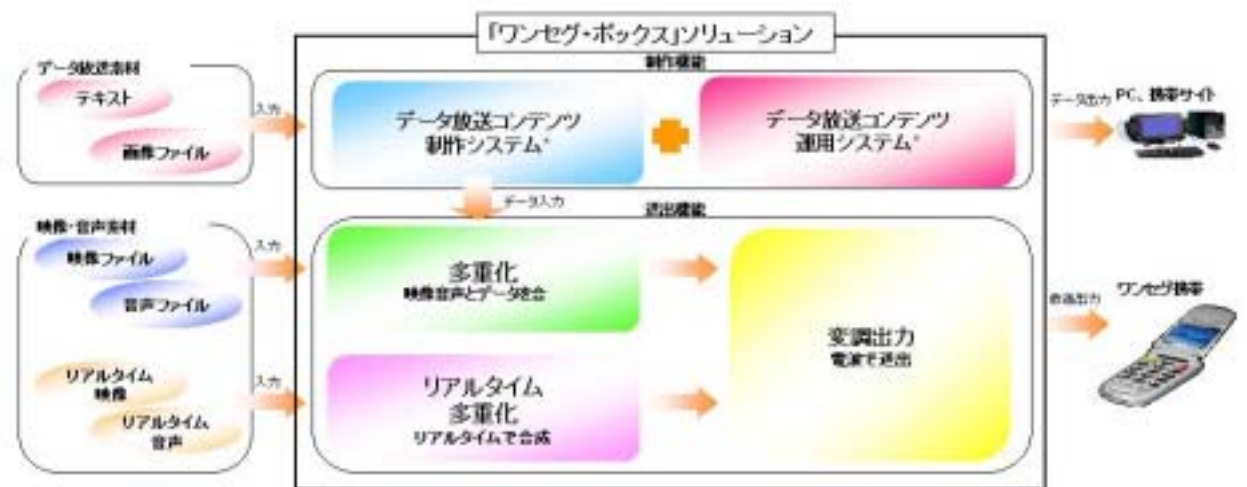 「ワンセグ・ボックス」ソリューション
制作機能
データ放送素材
テキスト
画像ファイル
入力
データ放送コンテンツ
制作システム*
データ放送コンテンツ
運用システム*
データ出力
PC、携帯サイト
データ入力
送出機能
映像・音声素材
映像ファイル
音声ファイル
入力
多重化
映像音声とデータを合
リアルタイム
映像
リアルタイム
音声
入力
リアルタイム
多重化
リアルタイムで合成
変調出力
電波で送出
ワンセグ携帯